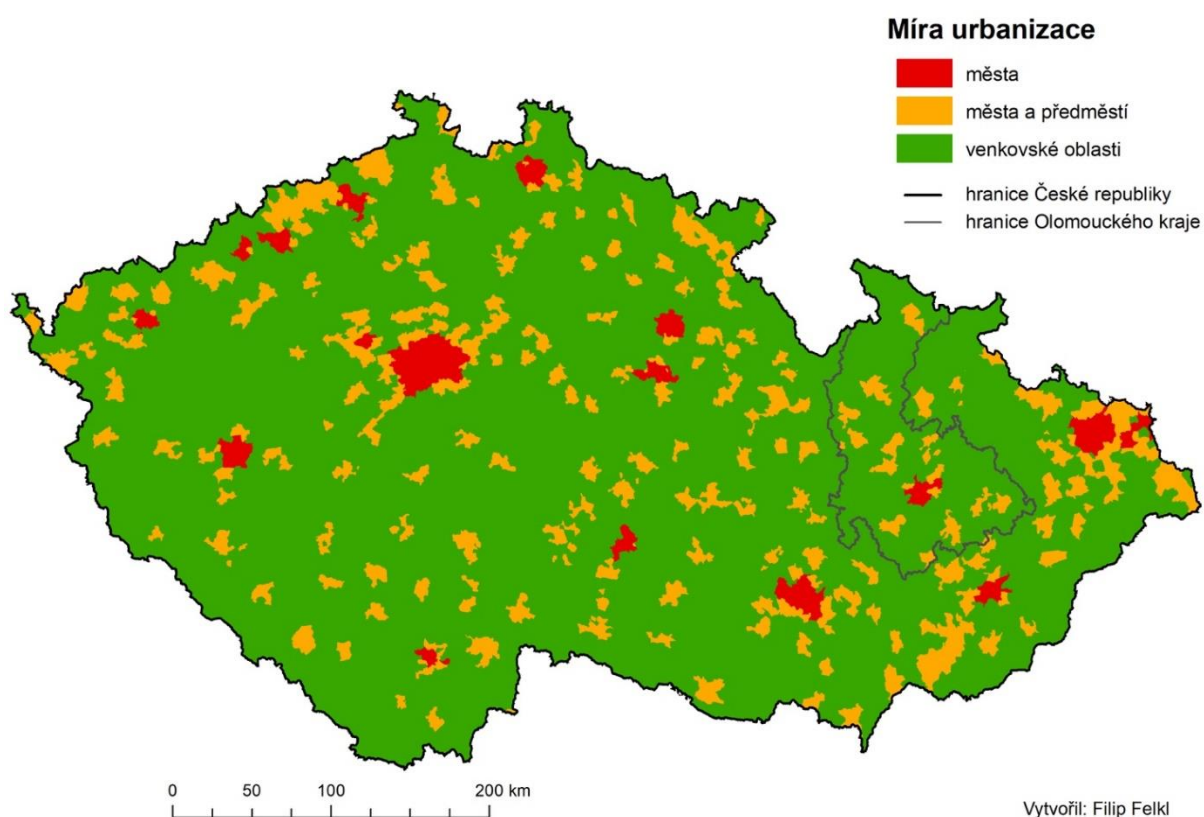 Míra urbanizace
města
města a předměstí
venkovské oblasti
hranice České republiky
hranice Olomouckého kraje
0 50 100 200 km
Vytvořil: Filip Felkl